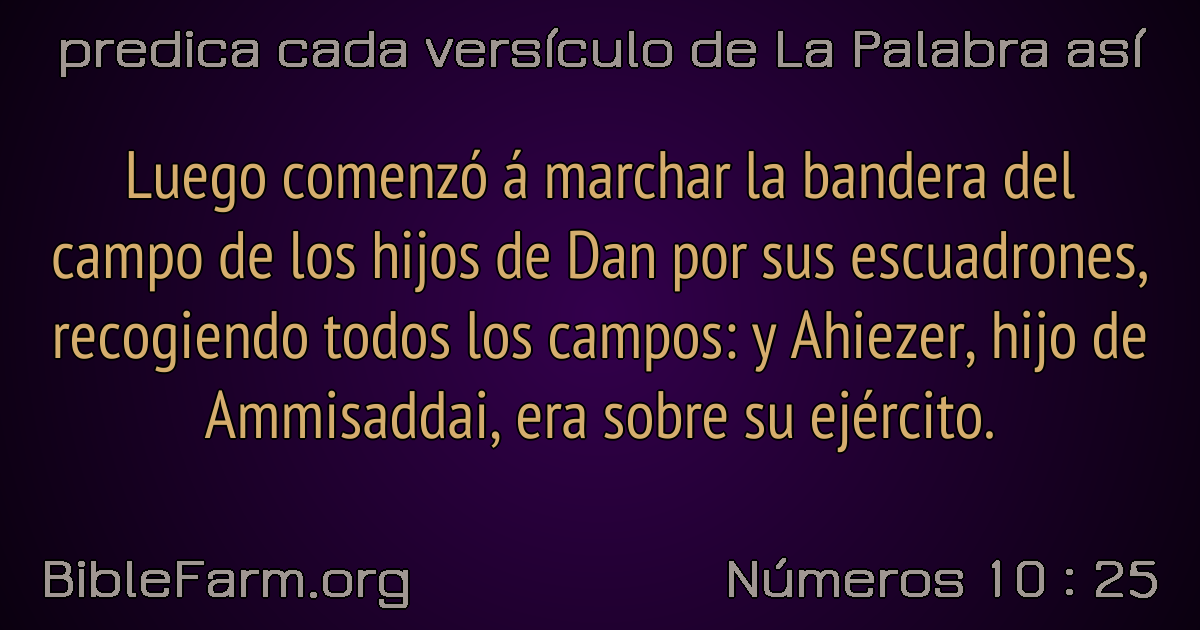 predica cada versículo de La Palabra así
Luego comenzó á marchar la bandera del
campo de los hijos de Dan por sus escuadrones,
recogiendo todos los campos: y Ahiezer, hijo de
Ammisaddai, era sobre su ejército.
BibleFarm.org
Números 10 : 25